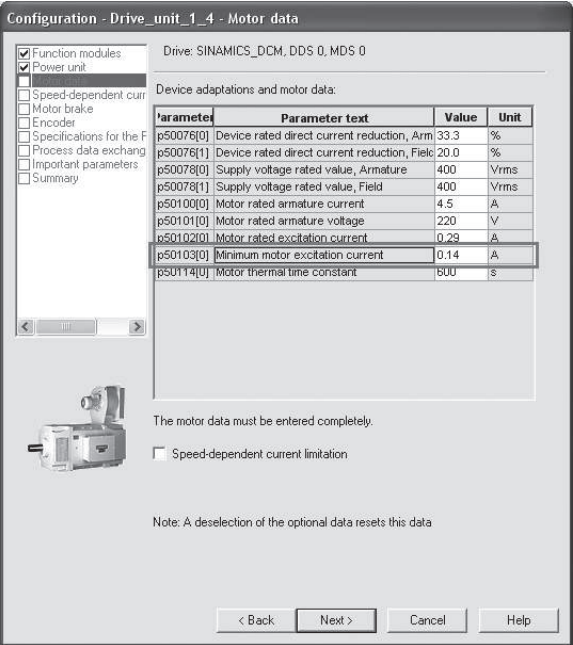 Configuration - Drive_unit_1_4 - Motor data
Function modules
Power unit
Motor data
Speed-dependent curr
Motor brake
Encoder
Specifications for the F
Process data exchang
Important parameters
Summary
Drive: SINAMICS_DCM, DDS 0, MDS 0
Device adaptations and motor data:
Parameter Parameter text Value Unit
p50076[0] Device rated direct current reduction, Arm 33.3 %
p50076[1] Device rated direct current reduction, Field 20.0 %
p50078[0] Supply voltage rated value, Armature 400 Vrms
p50078[1] Supply voltage rated value, Field 400 Vrms
p50100[0] Motor rated armature current 4.5 A
p50101[0] Motor rated armature voltage 220 V
p50102[0] Motor rated excitation current 0.29 A
p50103[0] Minimum motor excitation current 0.14 A
p50114[0] Motor thermal time constant 600 s
The motor data must be entered completely.
Speed-dependent current limitation
Note: A deselection of the optional data resets this data
< Back Next > Cancel Help